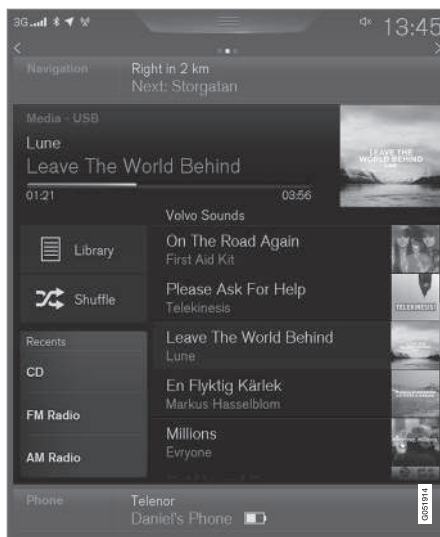 3G 13:45
Navigation
Right in 2 km
Next: Storgatan
Media - USB
Lune
Leave The World Behind
01:21 03:56
LEAVE THE
WORLD BEHIND
LUNE
Volvo Sounds
Library
Shuffle
On The Road Again
First Aid Kit
Please Ask For Help
Telekinesis
TELEKINESIS!
Leave The World Behind
Lune
En Flyktig Kärlek
Markus Hasselblom
Millions
Evryone
Recents
CD
FM Radio
AM Radio
Phone
Telenor
Daniel's Phone
G051914